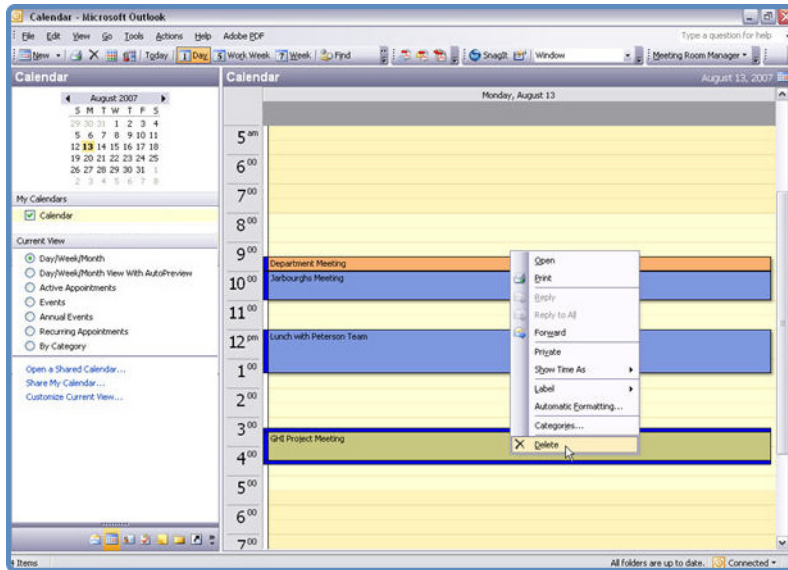 Calendar - Microsoft Outlook
File Edit View Go Tools Actions Help Adobe PDF
Type a question for help
New Today 1 Day 5 Work Week 7 Week Find SnagIt Window Meeting Room Manager
Calendar
August 2007
S M T W T F S
29 30 31 1 2 3 4
5 6 7 8 9 10 11
12 13 14 15 16 17 18
19 20 21 22 23 24 25
26 27 28 29 30 31 1
2 3 4 5 6 7 8
My Calendars
Calendar
Current View
Day/Week/Month
Day/Week/Month View With AutoPreview
Active Appointments
Events
Annual Events
Recurring Appointments
By Category
Open a Shared Calendar...
Share My Calendar...
Customize Current View...
Calendar August 13, 2007
Monday, August 13
5 am
6 00
7 00
8 00
9 00
Department Meeting
10 00 Jarbourghs Meeting
11 00
12 pm Lunch with Peterson Team
1 00
2 00
3 00
GHI Project Meeting
4 00
5 00
6 00
7 00
Open
Print
Reply
Reply to All
Forward
Private
Show Time As
Label
Automatic Formatting...
Categories...
Delete
4 Items
All folders are up to date. Connected